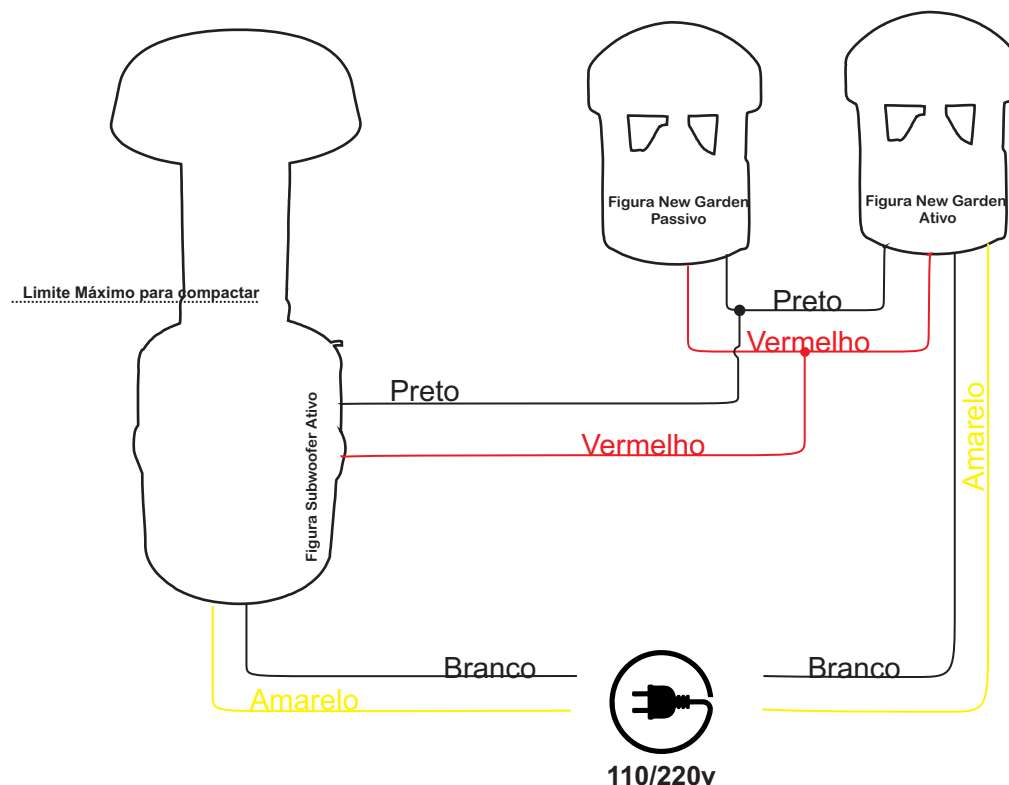 Figura New Garden
Passivo
Figura New Garden
Ativo
Limite Máximo para compactar
Preto
Vermelho
Preto
Vermelho
Amarelo
Figura Subwoofer Ativo
Branco
Branco
Amarelo
110/220v